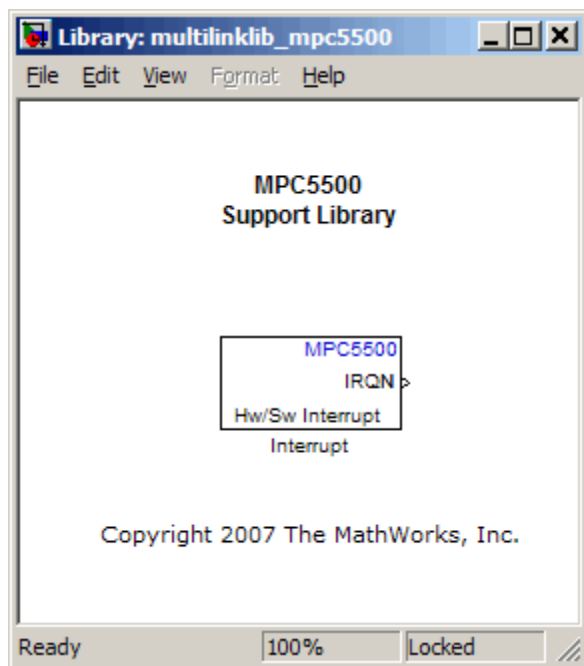 Library: multilinklib_mpc5500
File Edit View Format Help
MPC5500
Support Library
MPC5500
IRQN
Hw/Sw Interrupt
Interrupt
Copyright 2007 The MathWorks, Inc.
Ready 100% Locked